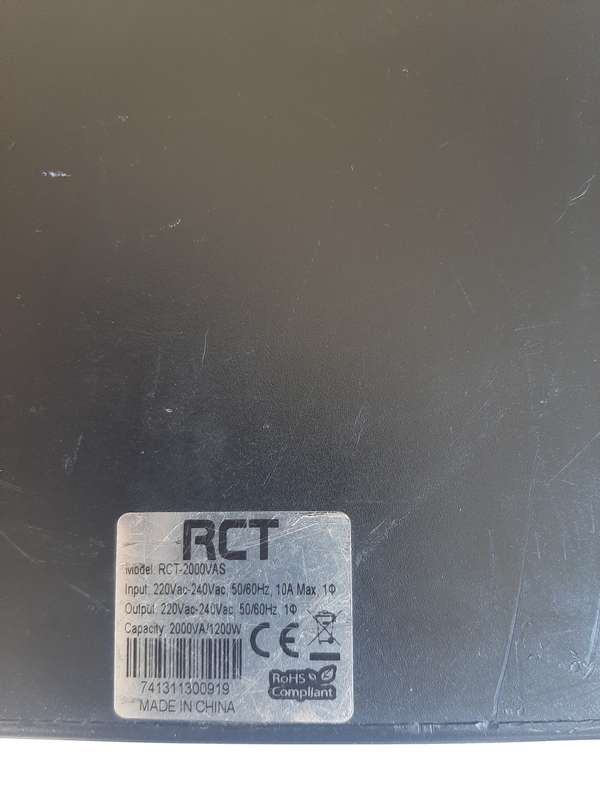 RCT
Model: RCT-2000VAS
Input: 220Vac-240Vac, 50/60Hz, 10A Max, 1Φ
Output: 220Vac-240Vac, 50/60Hz, 1Φ
Capacity: 2000VA/1200W
CE
741311300919
RoHS
Compliant
MADE IN CHINA